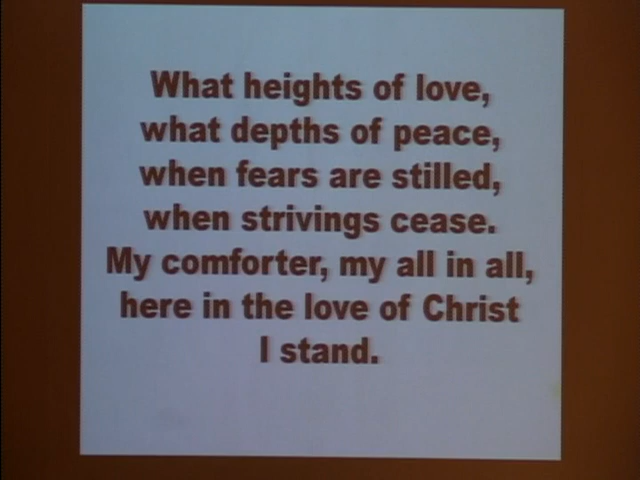 What heights of love,
what depths of peace,
when fears are stilled,
when strivings cease.
My comforter, my all in all,
here in the love of Christ
I stand.